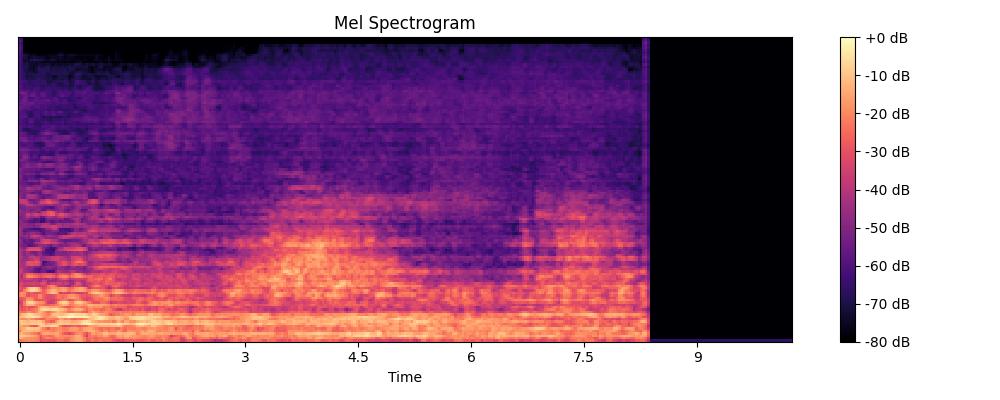 Mel Spectrogram
+0 dB
-10 dB
-20 dB
-30 dB
-40 dB
-50 dB
-60 dB
-70 dB
-80 dB
0 1.5 3 4.5 6 7.5 9
Time